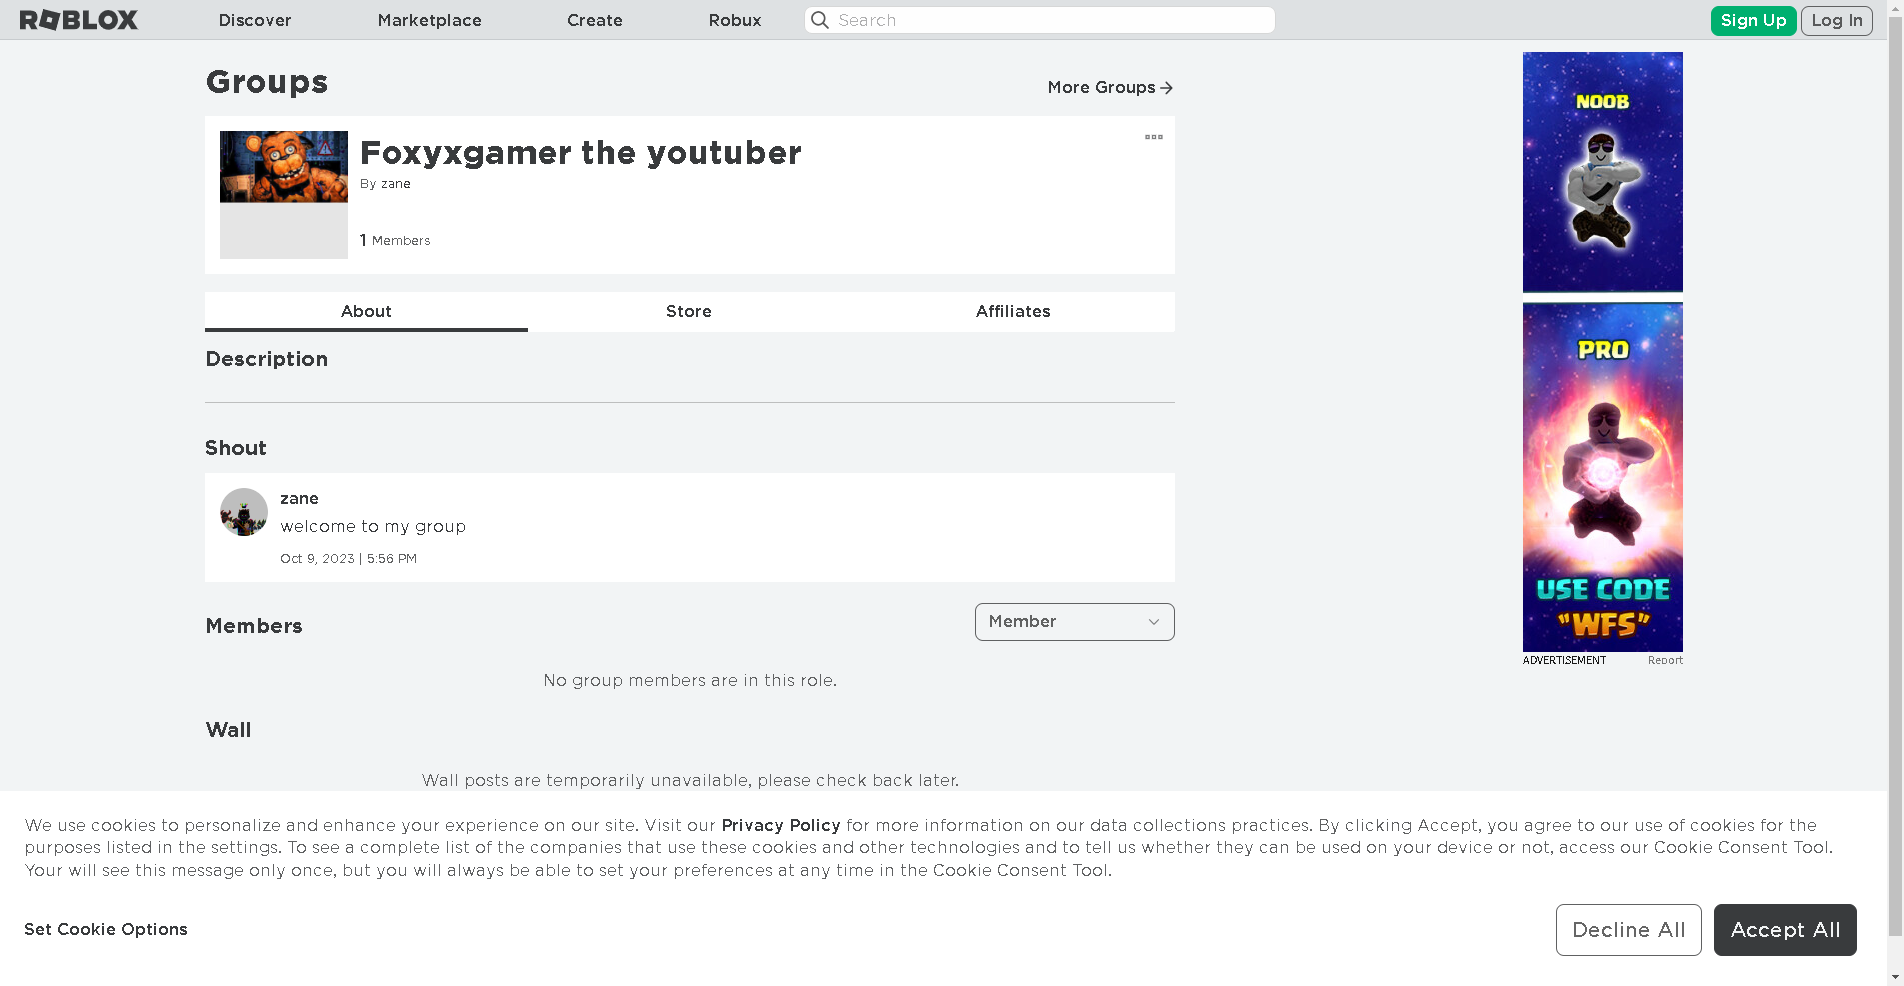 ROBLOX
Discover
Marketplace
Create
Robux
Search
Sign Up
Log In
Groups
More Groups
Foxyxgamer the youtuber
By zane
1 Members
About
Store
Affiliates
Description
Shout
zane
welcome to my group
Oct 9, 2023 | 5:56 PM
Members
Member
No group members are in this role.
Wall
Wall posts are temporarily unavailable, please check back later.
NOOB
PRO
USE CODE
"WFS"
ADVERTISEMENT
Report
We use cookies to personalize and enhance your experience on our site. Visit our Privacy Policy for more information on our data collections practices. By clicking Accept, you agree to our use of cookies for the
purposes listed in the settings. To see a complete list of the companies that use these cookies and other technologies and to tell us whether they can be used on your device or not, access our Cookie Consent Tool.
Your will see this message only once, but you will always be able to set your preferences at any time in the Cookie Consent Tool.
Set Cookie Options
Decline All
Accept All